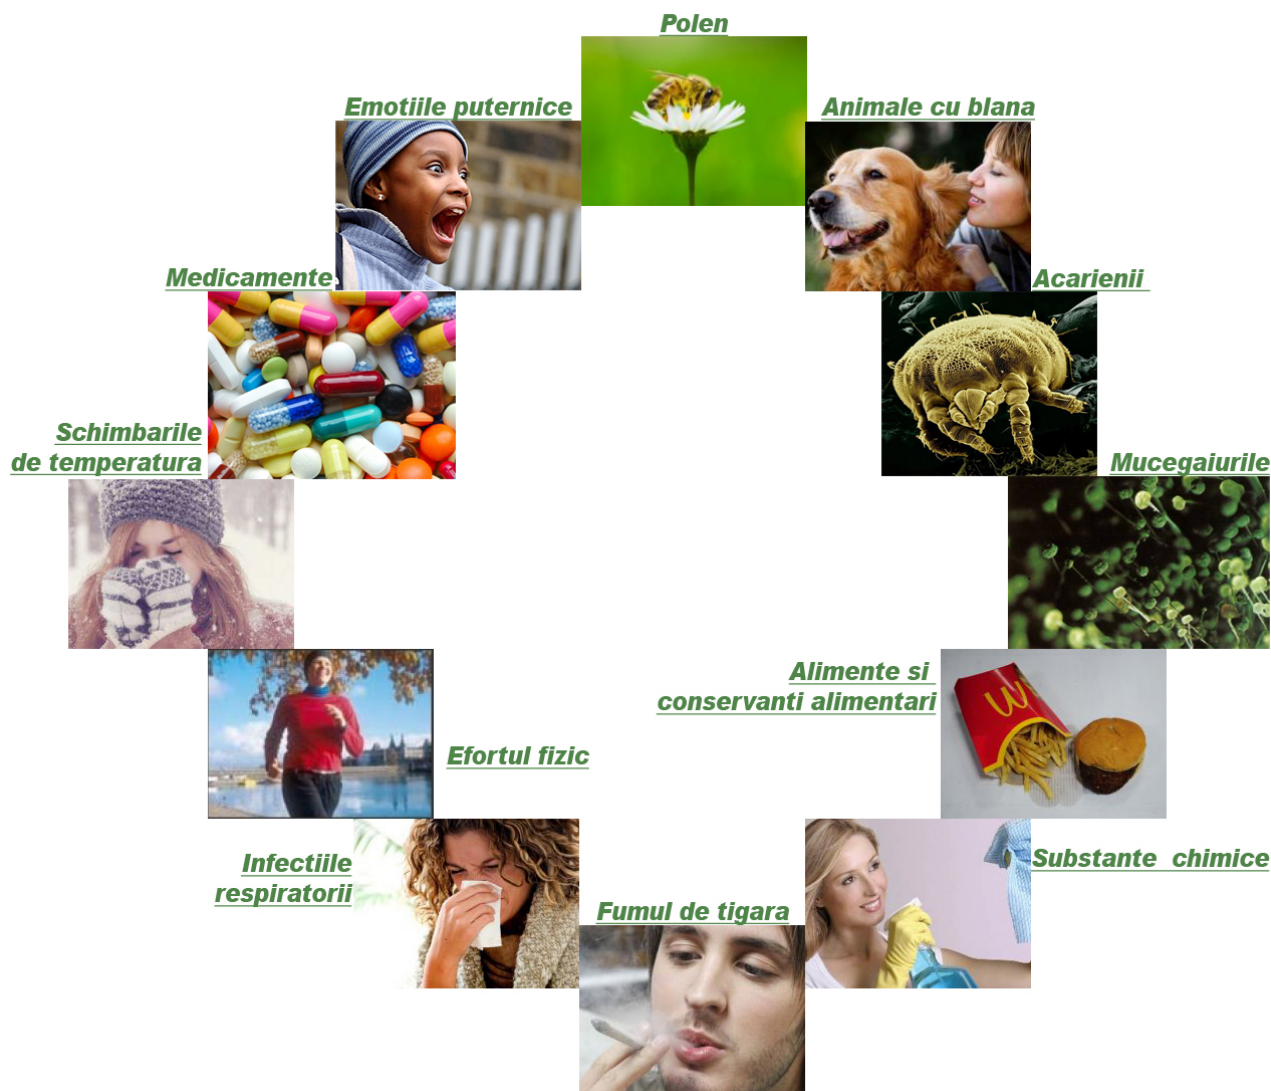 Polen
Emotiile puternice
Animale cu blana
Medicamente
Acarienii
Schimbarile
de temperatura
Mucegaiurile
Alimente si
conservanti alimentari
Efortul fizic
Infectiile
respiratorii
Substante chimice
Fumul de tigara